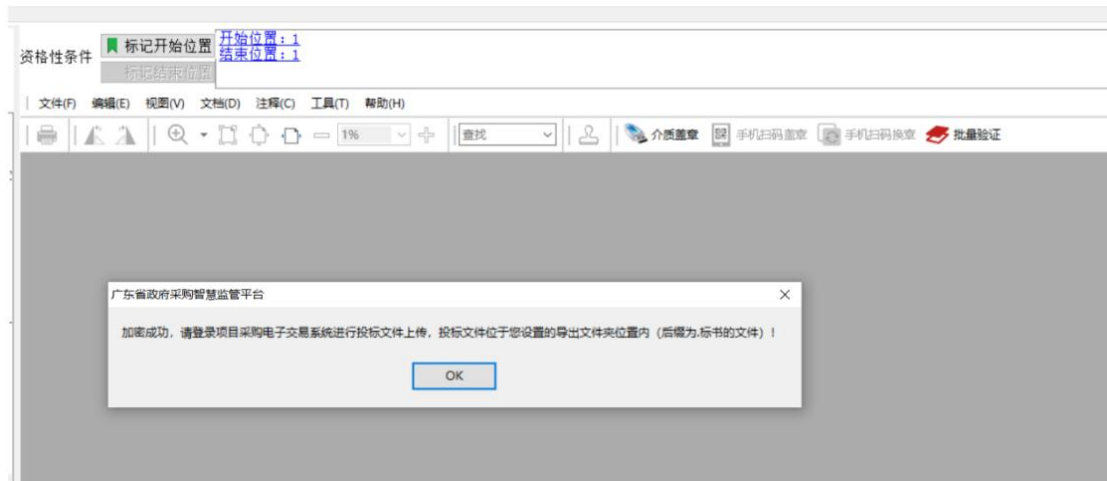 资格性条件
标记开始位置
标记结束位置
开始位置：1
结束位置：1
文件(F) 编辑(E) 视图(V) 文档(D) 注释(C) 工具(T) 帮助(H)
1% 查找 介质盖章 手机扫码盖章 手机扫码换章 批量验证
广东省政府采购智慧监管平台
加密成功，请登录项目采购电子交易系统进行投标文件上传，投标文件位于您设置的导出文件夹位置内（后缀为.标书的文件）！
OK